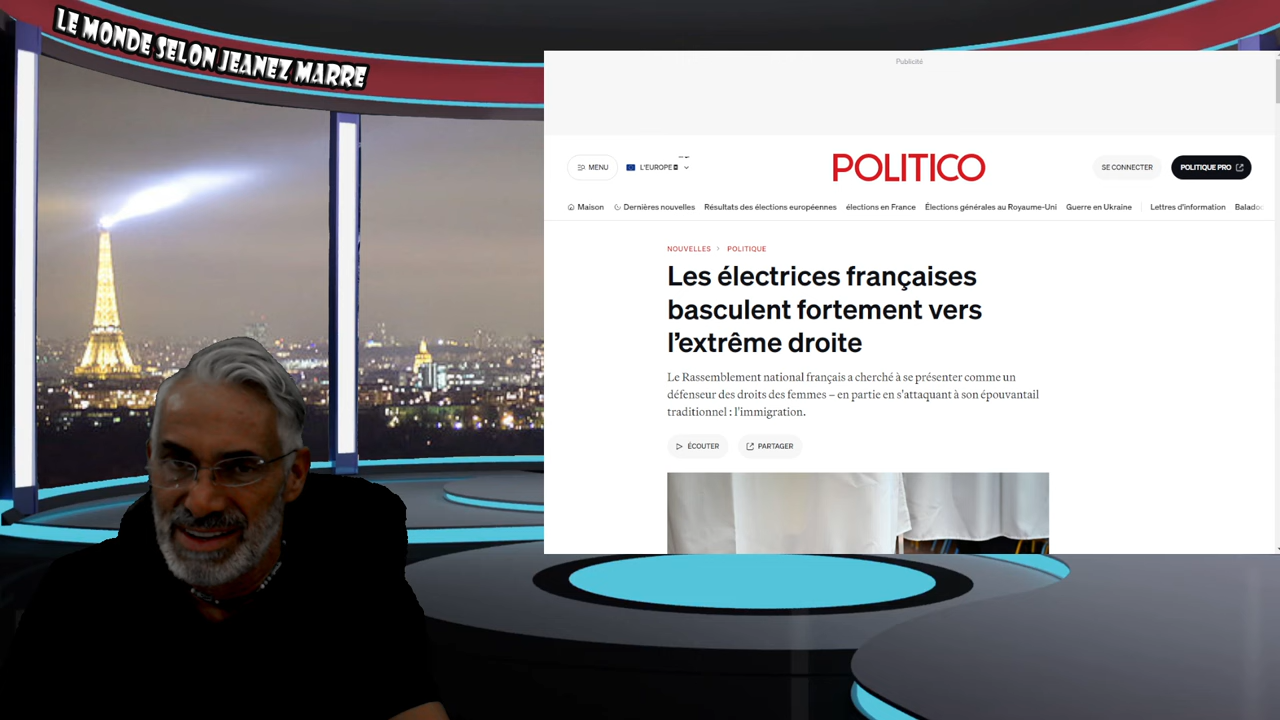 LE MONDE SELON JEANEZ MARRE
Publicité
MENU
L'EUROPE
POLITICO
SE CONNECTER
POLITIQUE PRO
Maison
Dernières nouvelles
Résultats des élections européennes
élections en France
Élections générales au Royaume-Uni
Guerre en Ukraine
Lettres d'information
Balado
NOUVELLES > POLITIQUE
Les électrices françaises
basculent fortement vers
l'extrême droite
Le Rassemblement national français a cherché à se présenter comme un
défenseur des droits des femmes – en partie en s'attaquant à son épouvantail
traditionnel : l'immigration.
ÉCOUTER
PARTAGER